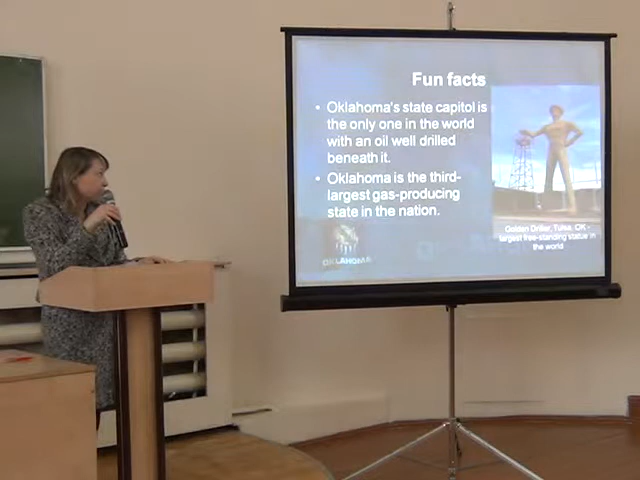 Fun facts
• Oklahoma's state capitol is
the only one in the world
with an oil well drilled
beneath it.
• Oklahoma is the third-
largest gas-producing
state in the nation.
Golden Driller, Tulsa, OK -
largest free-standing statue in
the world
OKLAHOMA